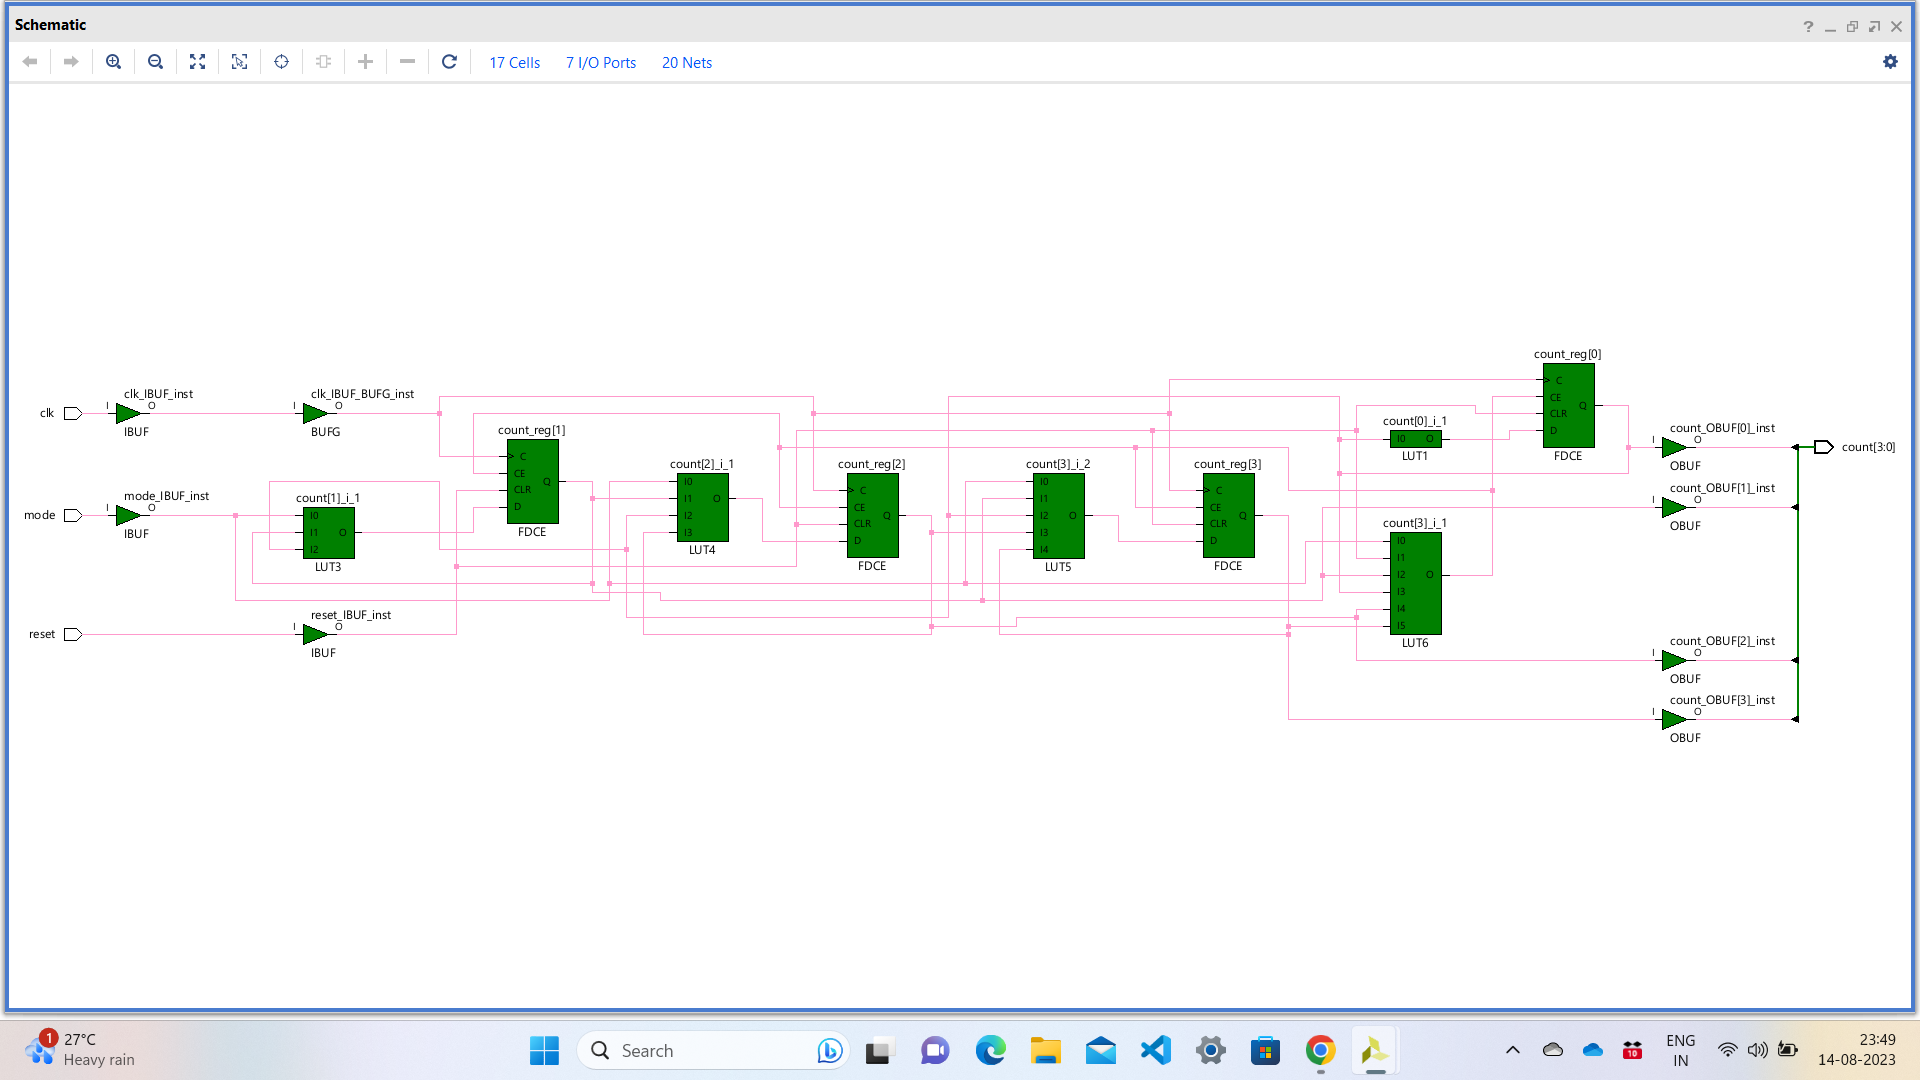 Schematic
17 Cells 7 I/O Ports 20 Nets
clk
I
clk_IBUF_inst
O
IBUF
I
clk_IBUF_BUFG_inst
O
BUFG
mode
I
mode_IBUF_inst
O
IBUF
count[1]_i_1
I0
I1
I2
O
LUT3
reset
I
reset_IBUF_inst
O
IBUF
count_reg[1]
C
CE
CLR
D
Q
FDCE
count[2]_i_1
I0
I1
I2
I3
O
LUT4
count_reg[2]
C
CE
CLR
D
Q
FDCE
count[3]_i_2
I0
I1
I2
I3
I4
O
LUT5
count_reg[3]
C
CE
CLR
D
Q
FDCE
count[0]_i_1
I0
O
LUT1
count[3]_i_1
I0
I1
I2
I3
I4
I5
O
LUT6
count_reg[0]
C
CE
CLR
D
Q
FDCE
count_OBUF[0]_inst
I
O
OBUF
count_OBUF[1]_inst
I
O
OBUF
count_OBUF[2]_inst
I
O
OBUF
count_OBUF[3]_inst
I
O
OBUF
count[3:0]
1
27°C
Heavy rain
Search
10
ENG
IN
23:49
14-08-2023